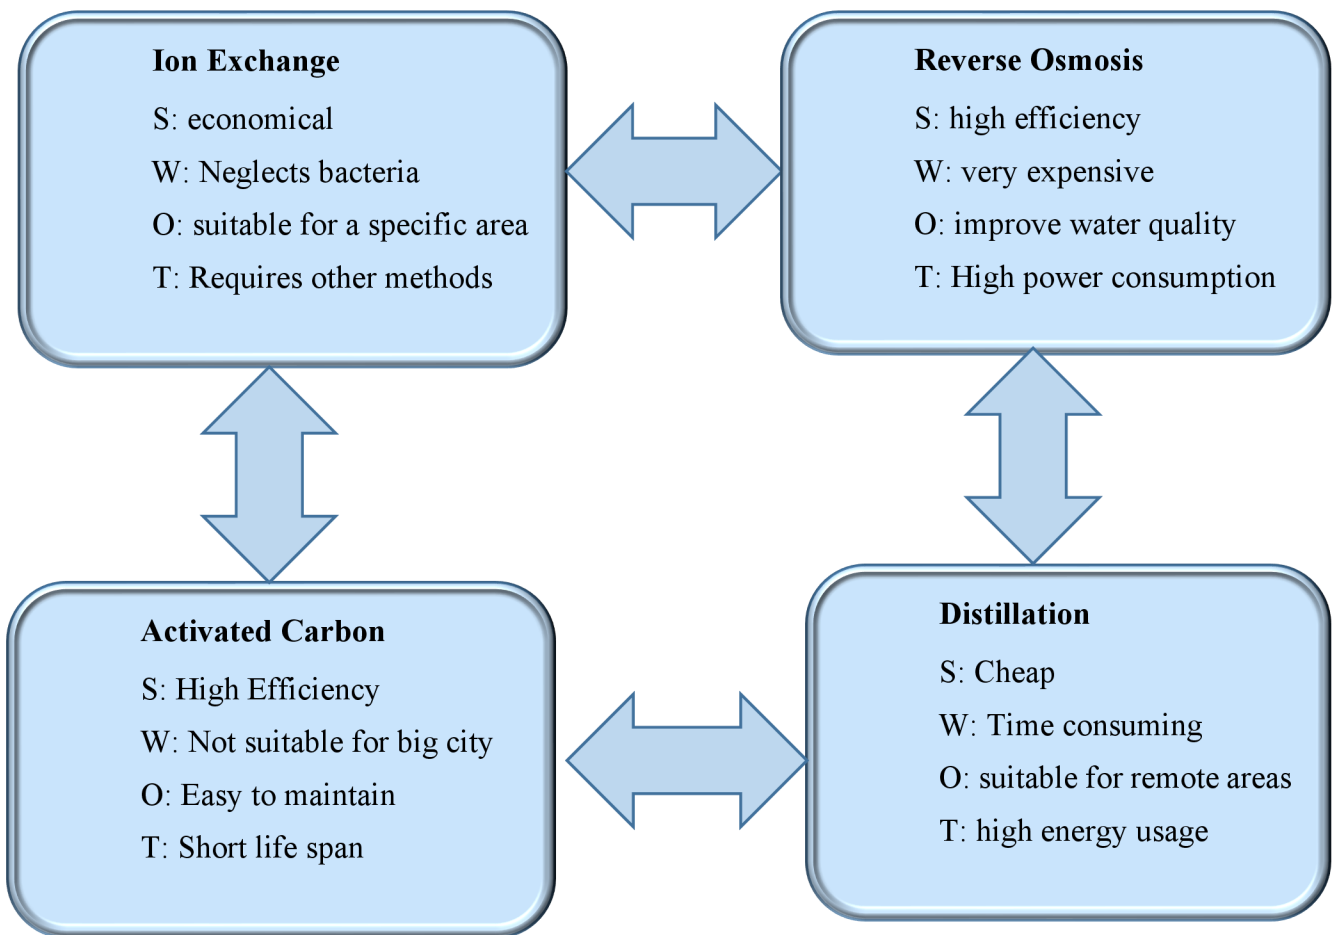 Ion Exchange
S: economical
W: Neglects bacteria
O: suitable for a specific area
T: Requires other methods
Reverse Osmosis
S: high efficiency
W: very expensive
O: improve water quality
T: High power consumption
Activated Carbon
S: High Efficiency
W: Not suitable for big city
O: Easy to maintain
T: Short life span
Distillation
S: Cheap
W: Time consuming
O: suitable for remote areas
T: high energy usage